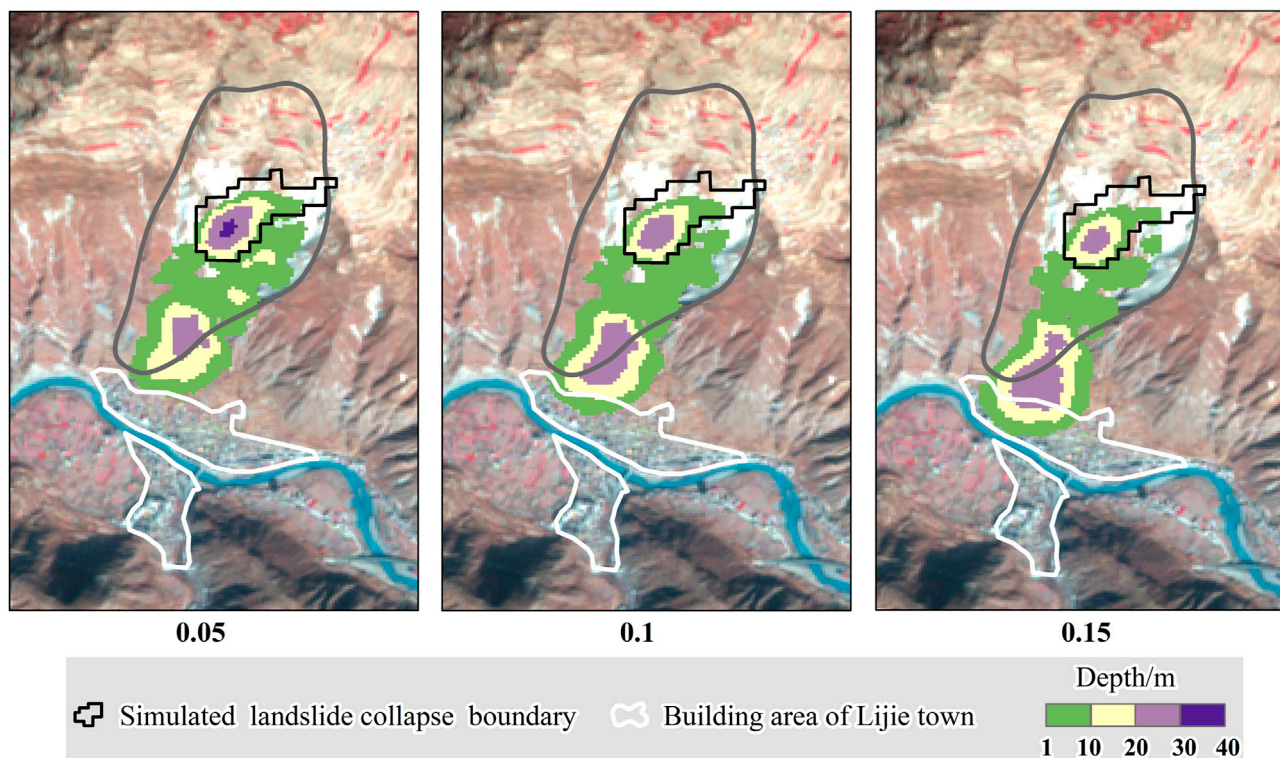 0.05
0.1
0.15
Depth/m
Simulated landslide collapse boundary
Building area of Lijie town
1 10 20 30 40